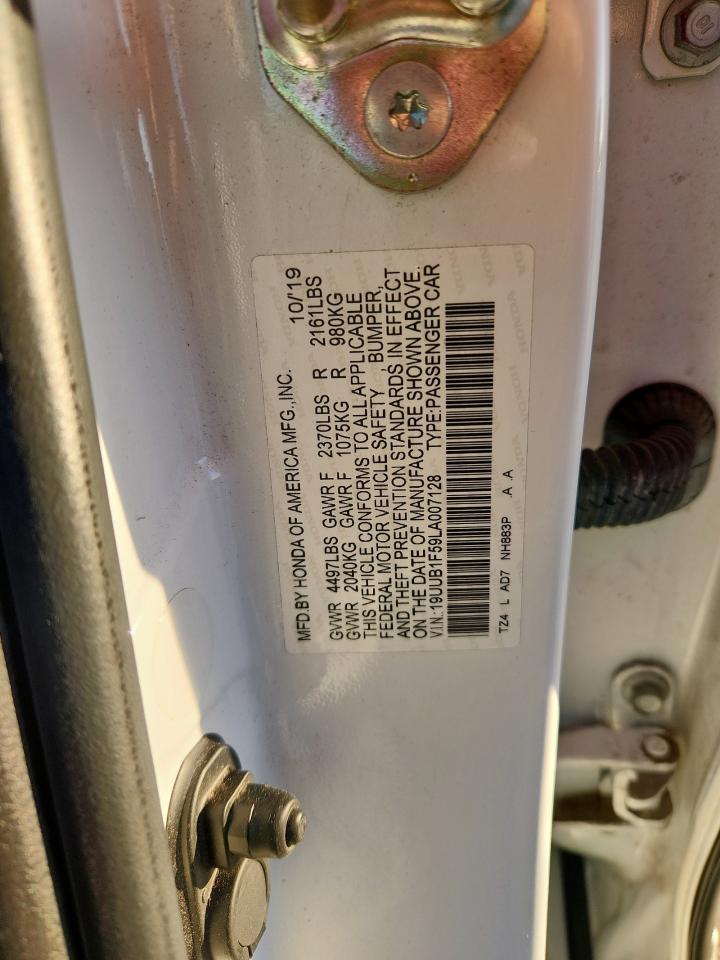 MFD.BY HONDA OF AMERICA MFG.,INC. 10/'19
GVWR 4497LBS GAWR F 2370LBS R 2161LBS
GVWR 2040KG GAWR F 1075KG R 980KG
THIS VEHICLE CONFORMS TO ALL APPLICABLE
FEDERAL MOTOR VEHICLE SAFETY , BUMPER,
AND THEFT PREVENTION STANDARDS IN EFFECT
ON THE DATE OF MANUFACTURE SHOWN ABOVE.
V.I.N.:19UUB1F59LA007128 TYPE:PASSENGER CAR
TZ4 L AD7 NH883P .A .A